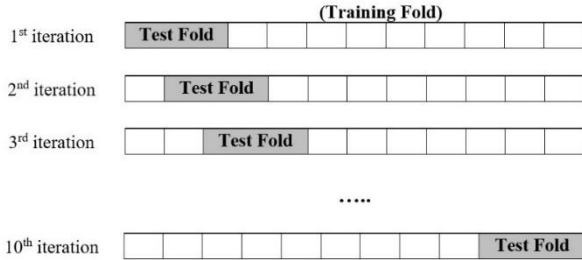 (Training Fold)
1st iteration Test Fold
2nd iteration Test Fold
3rd iteration Test Fold
.....
10th iteration Test Fold